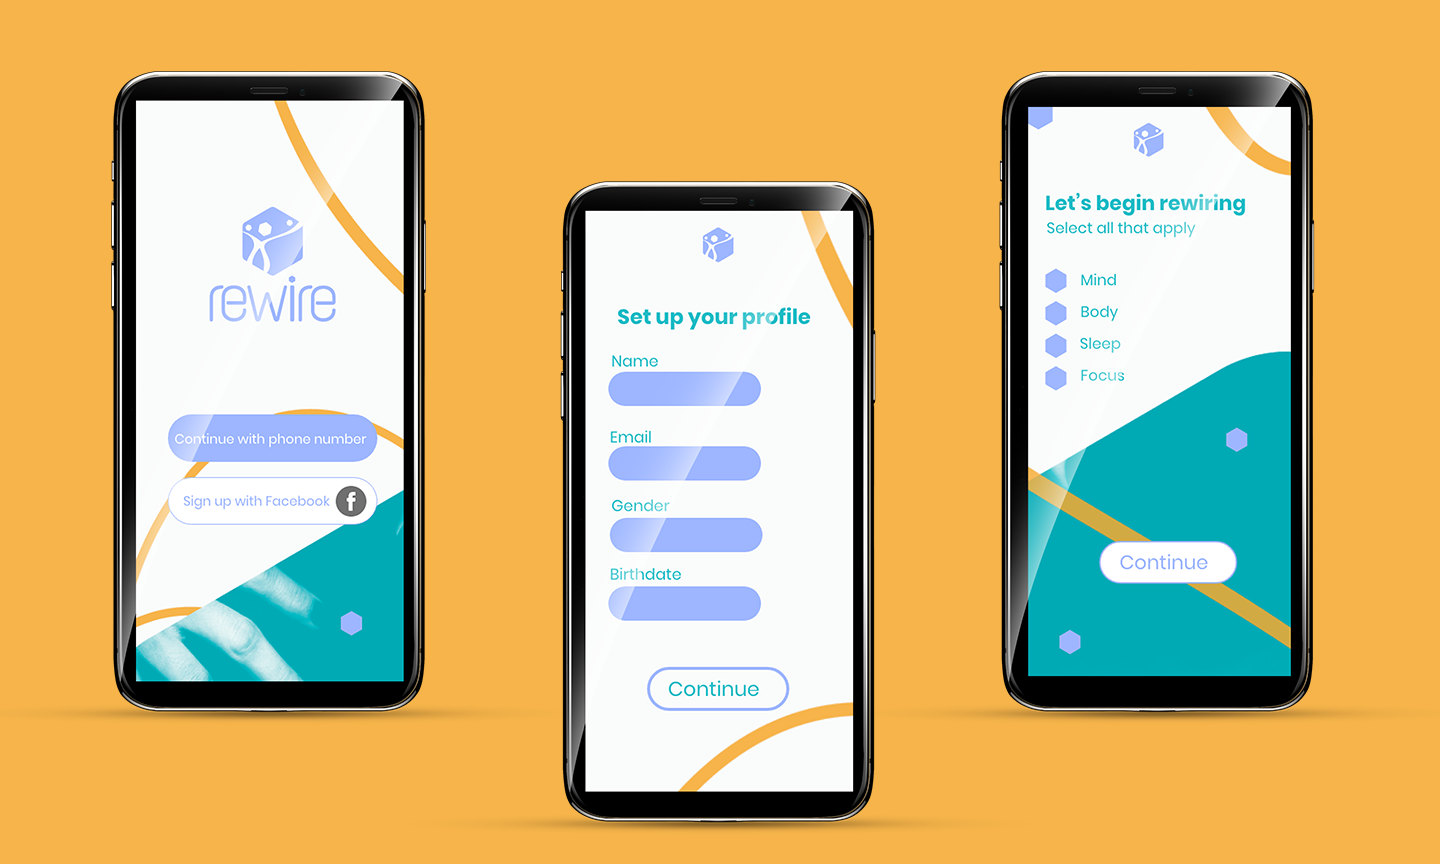 rewire
Continue with phone number
Sign up with Facebook f
Set up your profile
Name
Email
Gender
Birthdate
Continue
Let's begin rewiring
Select all that apply
Mind
Body
Sleep
Focus
Continue